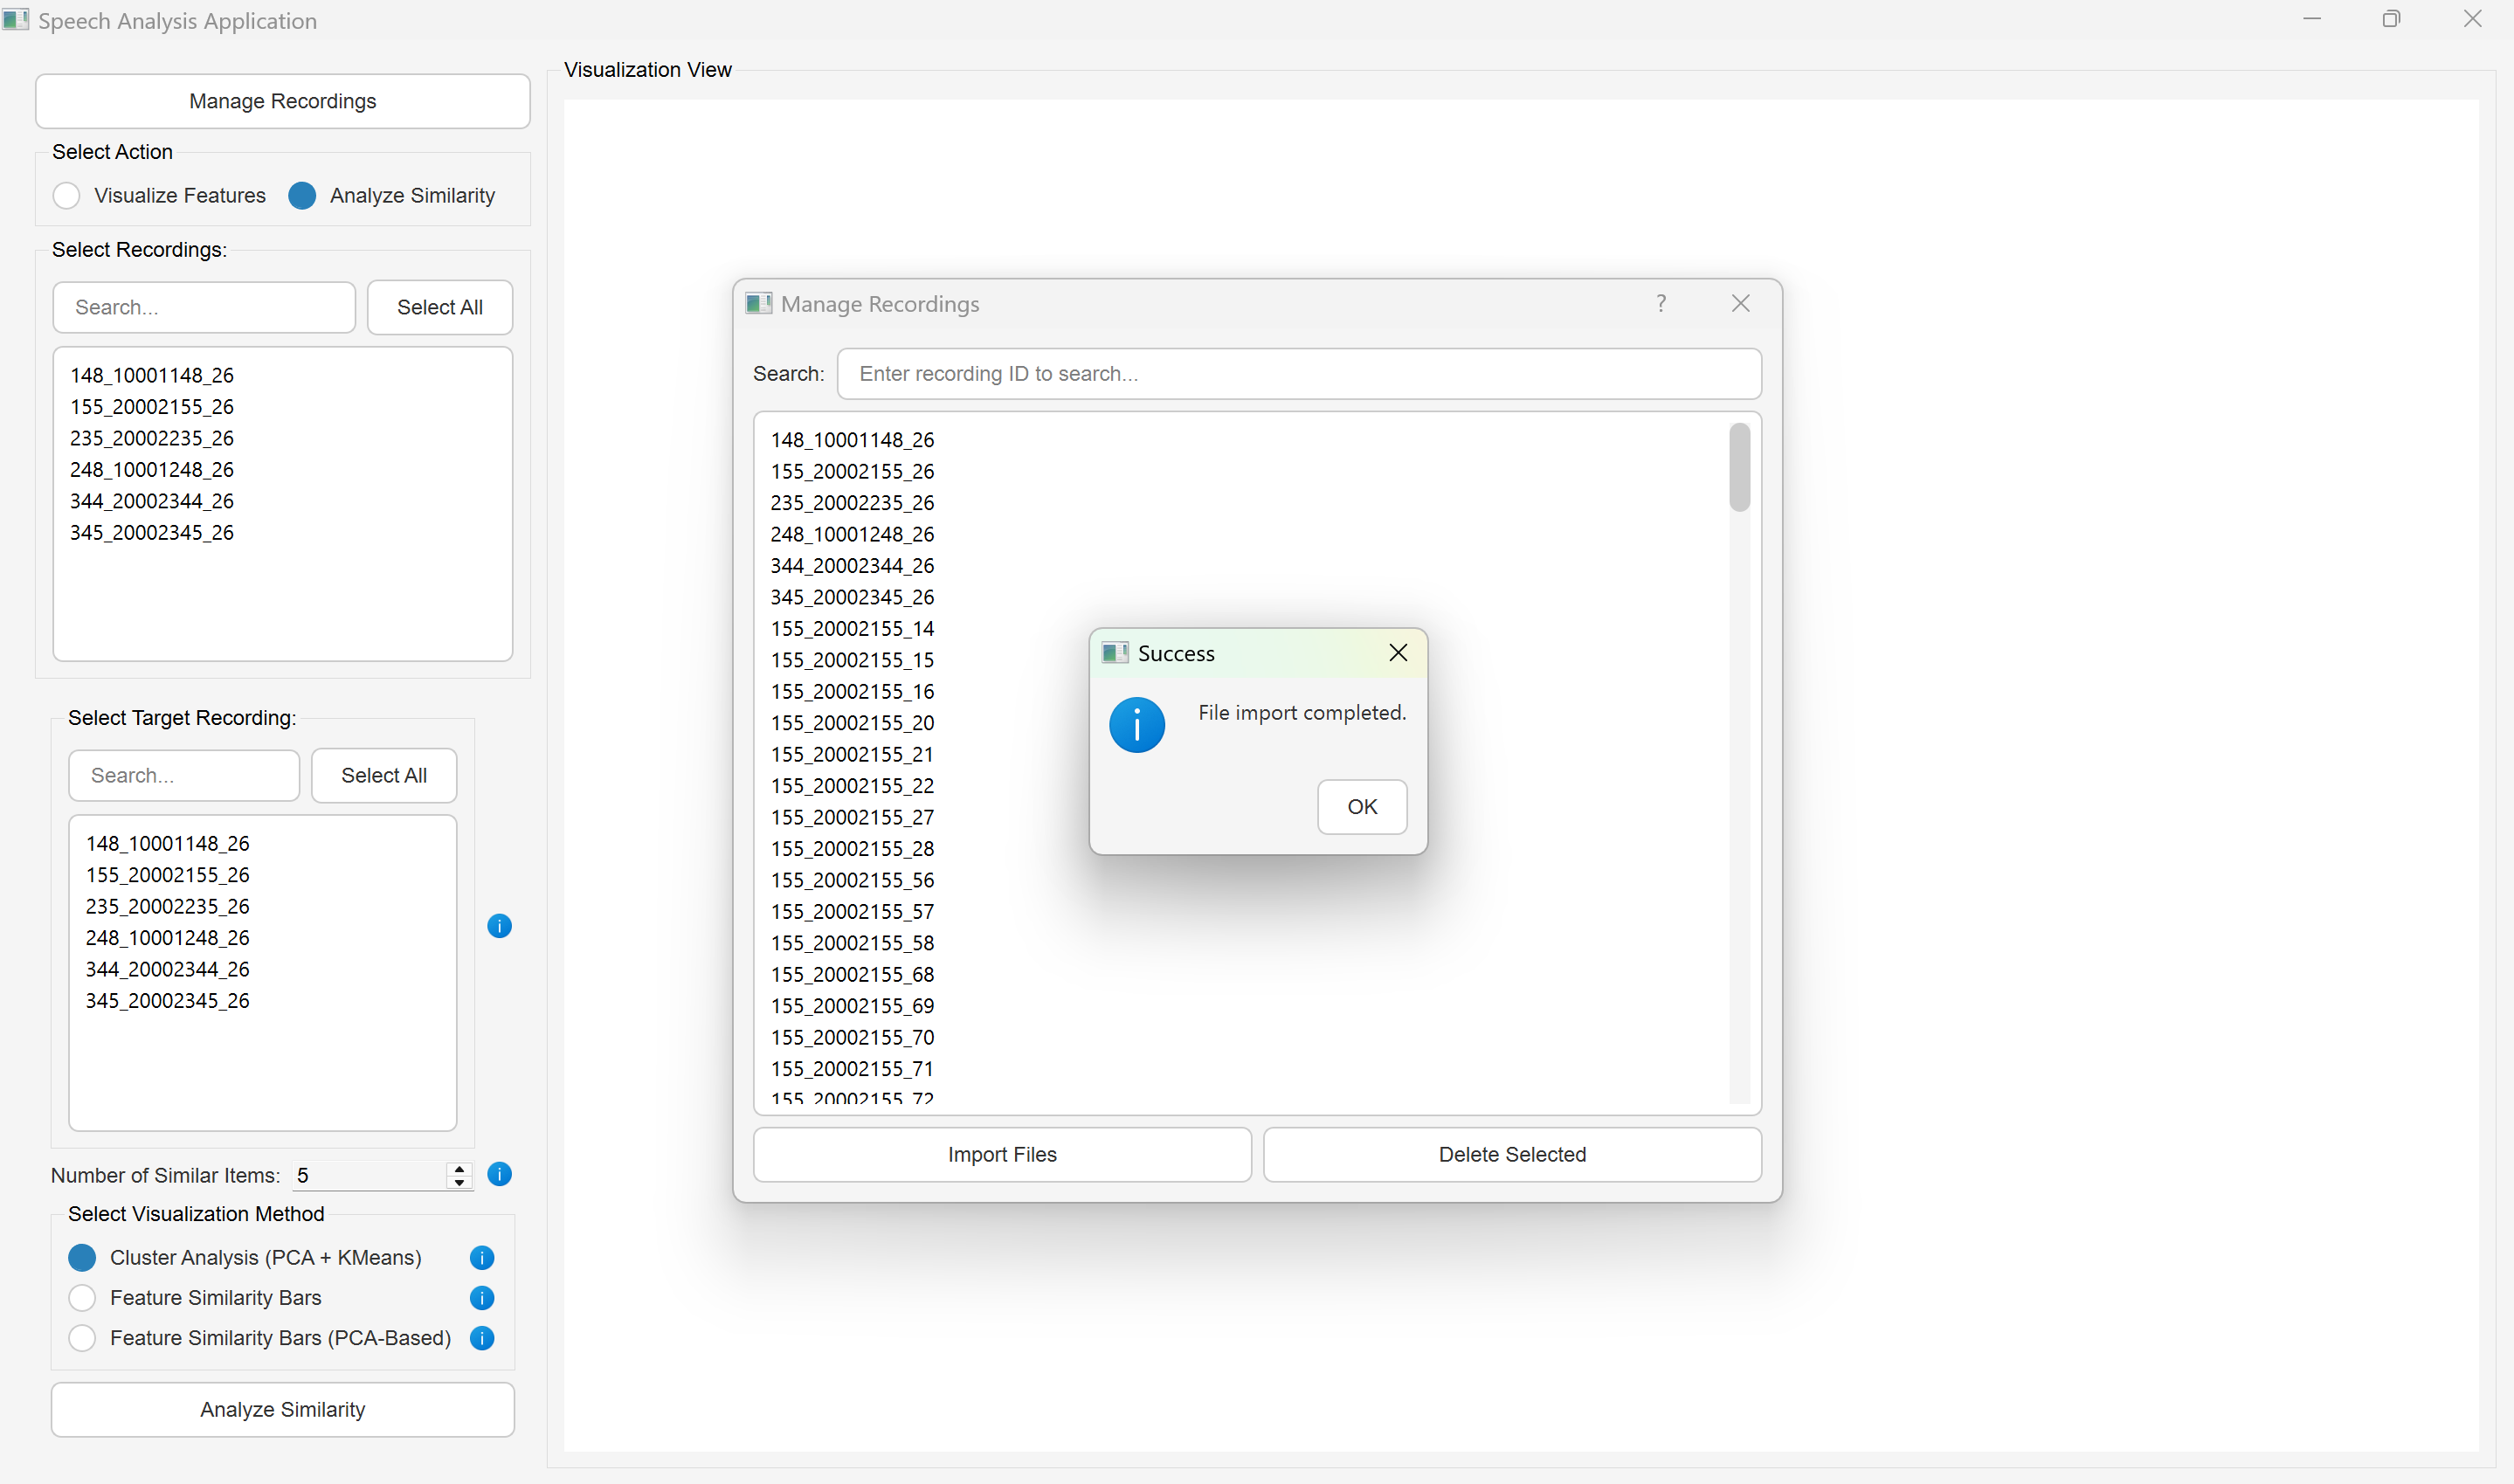 Speech Analysis Application
Manage Recordings
Select Action
Visualize Features
Analyze Similarity
Select Recordings:
Search...
Select All
148_10001148_26
155_20002155_26
235_20002235_26
248_10001248_26
344_20002344_26
345_20002345_26
Select Target Recording:
Search...
Select All
148_10001148_26
155_20002155_26
235_20002235_26
248_10001248_26
344_20002344_26
345_20002345_26
Number of Similar Items: 5
Select Visualization Method
Cluster Analysis (PCA + KMeans)
Feature Similarity Bars
Feature Similarity Bars (PCA-Based)
Analyze Similarity
Visualization View
Manage Recordings
?
Search:
Enter recording ID to search...
148_10001148_26
155_20002155_26
235_20002235_26
248_10001248_26
344_20002344_26
345_20002345_26
155_20002155_14
155_20002155_15
155_20002155_16
155_20002155_20
155_20002155_21
155_20002155_22
155_20002155_27
155_20002155_28
155_20002155_56
155_20002155_57
155_20002155_58
155_20002155_68
155_20002155_69
155_20002155_70
155_20002155_71
155_20002155_72
Import Files
Delete Selected
Success
File import completed.
OK